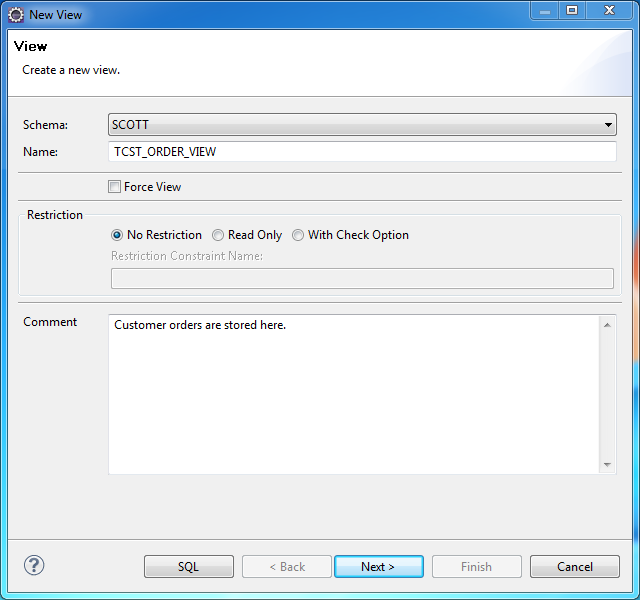 New View
View
Create a new view.
Schema: SCOTT
Name: TCST_ORDER_VIEW
Force View
Restriction
No Restriction Read Only With Check Option
Restriction Constraint Name:
Comment Customer orders are stored here.
? SQL < Back Next > Finish Cancel